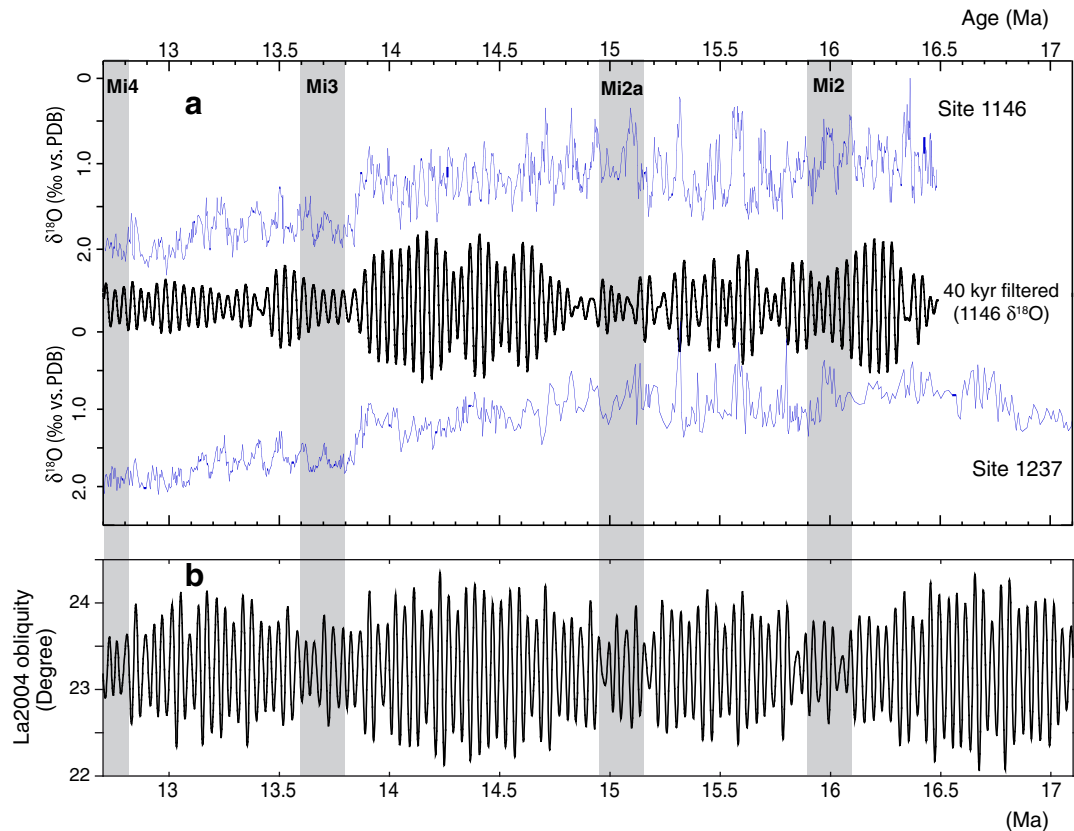 Age (Ma)
13 13.5 14 14.5 15 15.5 16 16.5 17
Mi4 Mi3 Mi2a Mi2
a
Site 1146
δ¹⁸O (‰ vs. PDB)
0
1.0
2.0
40 kyr filtered
(1146 δ¹⁸O)
δ¹⁸O (‰ vs. PDB)
0
1.0
2.0
Site 1237
b
La2004 obliquity
(Degree)
24
23
22
13 13.5 14 14.5 15 15.5 16 16.5 17
(Ma)